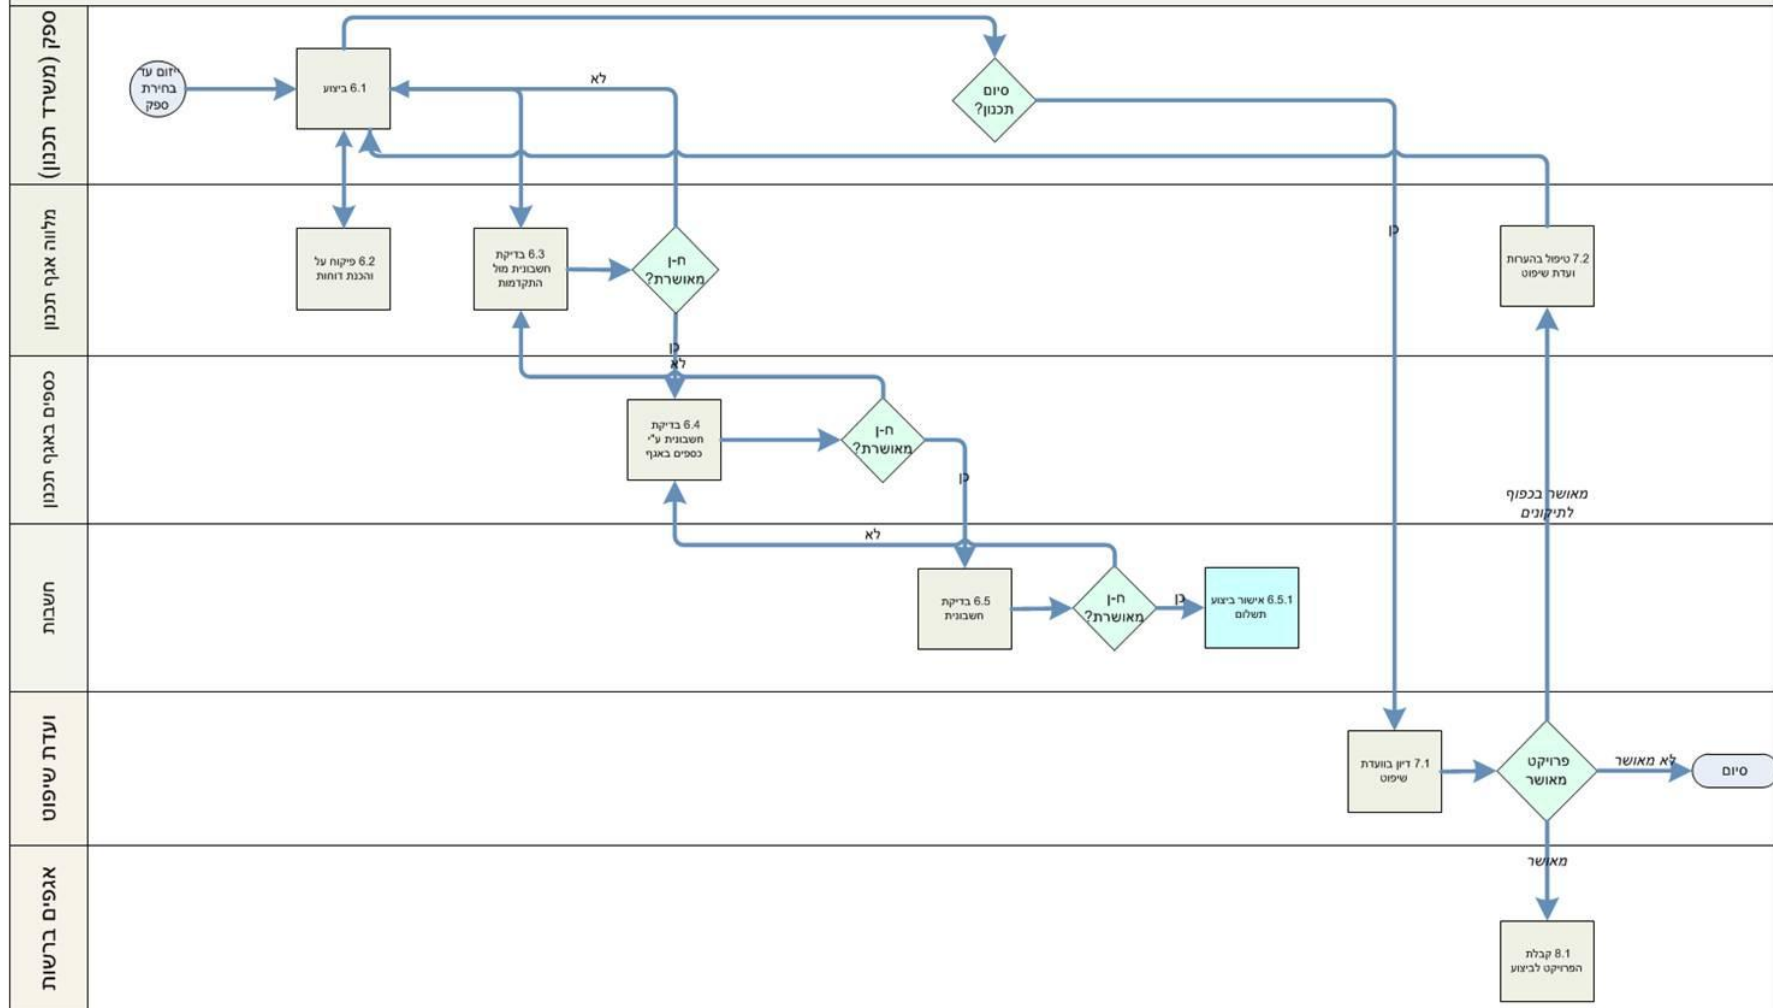 ספק (משרד תכנון)
ייזום עד
בחירת
ספק
6.1 ביצוע
לא
סיום
תכנון?
כן
מלווה אגף תכנון
6.2 פיקוח על
והכנת דוחות
6.3 בדיקת
חשבונית מול
התקדמות
ח-ן
מאושרת?
כן
7.2 טיפול בהערות
ועדת שיפוט
כספים באגף תכנון
לא
6.4 בדיקת
חשבונית ע"י
כספים באגף
ח-ן
מאושרת?
כן
מאושר בכפוף
לתיקונים
חשבות
לא
6.5 בדיקת
חשבונית
ח-ן
מאושרת?
כן
6.5.1 אישור ביצוע
תשלום
ועדת שיפוט
7.1 דיון בוועדת
שיפוט
פרויקט
מאושר
לא מאושר
סיום
אגפים ברשות
מאושר
8.1 קבלת
הפרויקט לביצוע